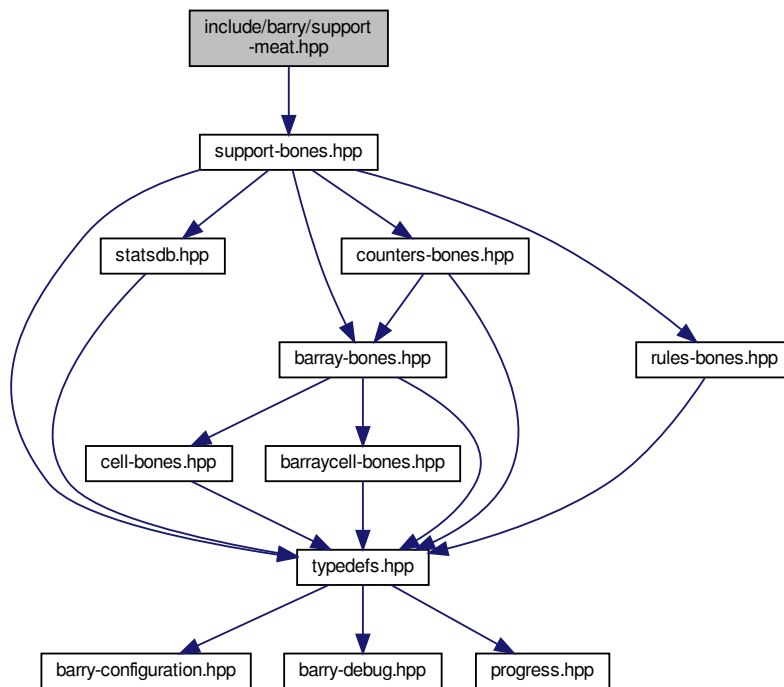 include/barry/support
-meat.hpp
support-bones.hpp
statsdb.hpp
counters-bones.hpp
barray-bones.hpp
rules-bones.hpp
cell-bones.hpp
barraycell-bones.hpp
typedefs.hpp
barry-configuration.hpp
barry-debug.hpp
progress.hpp